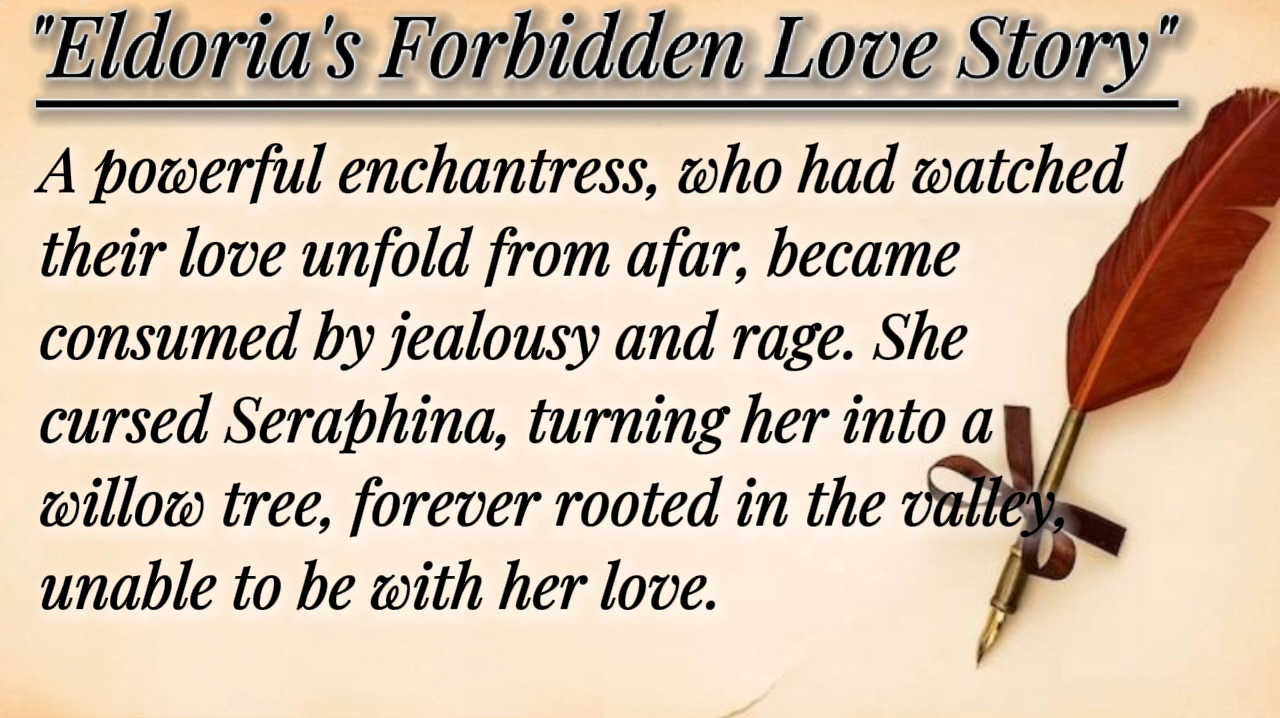 "Eldoria's Forbidden Love Story"
A powerful enchantress, who had watched
their love unfold from afar, became
consumed by jealousy and rage. She
cursed Seraphina, turning her into a
willow tree, forever rooted in the valley,
unable to be with her love.